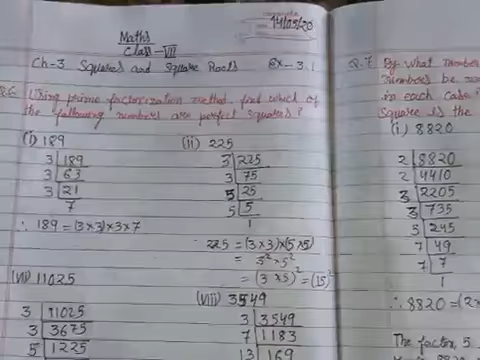 14/05/20
Maths
Class-VII
Ch-3 Squares and Square Roots Ex-3.1
Q.6 Using prime factorization method, find which of
the following numbers are perfect squares?
(i) 189
3 189
3 63
3 21
7
∴ 189 = (3×3)×3×7
(ii) 225
3 225
3 75
5 25
5 5
1
225 = (3×3)×(5×5)
= 3² × 5²
= (3×5)² = (15)²
(vii) 11025
3 11025
3 3675
5 1225
(viii) 3549
3 3549
7 1183
13 169
Q.7 By what number
numbers be
in each case
square is the
(i) 8820
2 8820
2 4410
3 2205
3 735
5 245
7 49
7 7
1
∴ 8820 = (2×
The factor, 5